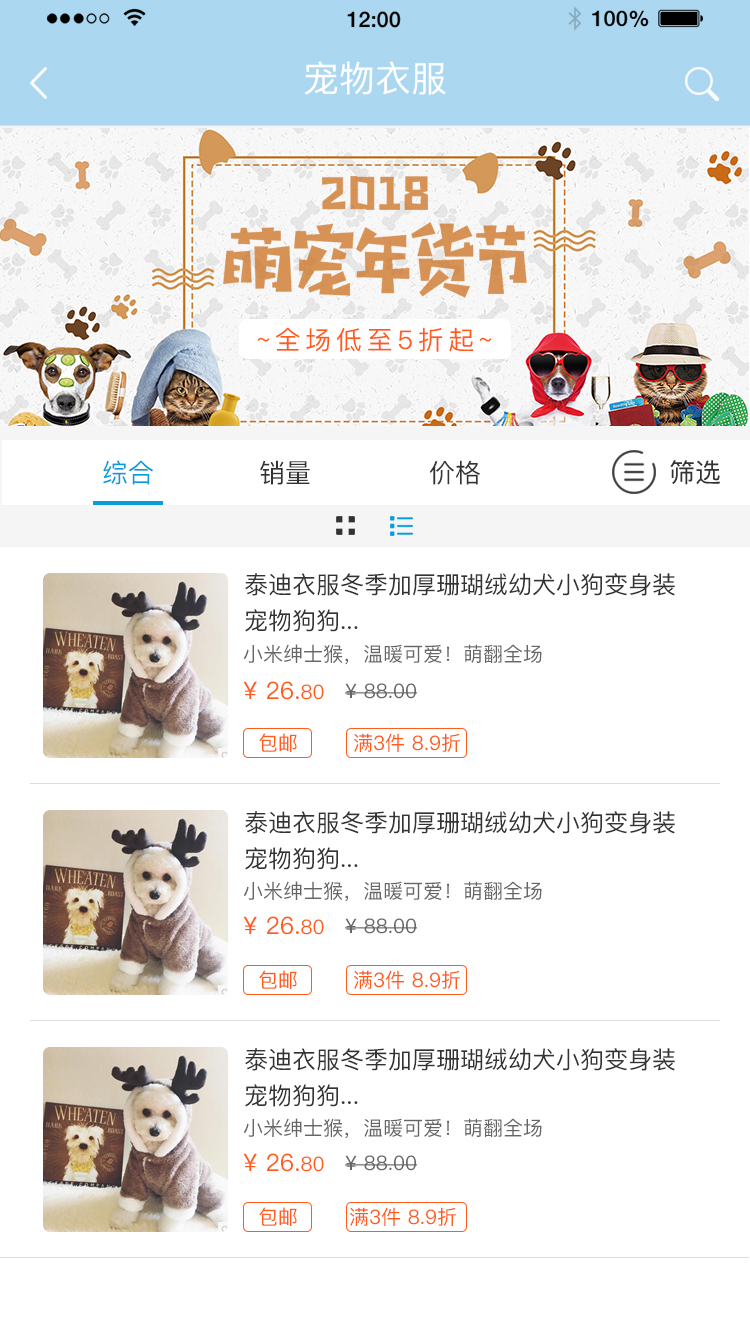 12:00
100%
宠物衣服
2018
萌宠年货节
~全场低至5折起~
综合 销量 价格 筛选
泰迪衣服冬季加厚珊瑚绒幼犬小狗变身装
宠物狗狗...
小米绅士猴，温暖可爱！萌翻全场
¥ 26.80 ¥ 88.00
包邮 满3件 8.9折
WHEATEN
泰迪衣服冬季加厚珊瑚绒幼犬小狗变身装
宠物狗狗...
小米绅士猴，温暖可爱！萌翻全场
¥ 26.80 ¥ 88.00
包邮 满3件 8.9折
WHEATEN
泰迪衣服冬季加厚珊瑚绒幼犬小狗变身装
宠物狗狗...
小米绅士猴，温暖可爱！萌翻全场
¥ 26.80 ¥ 88.00
包邮 满3件 8.9折
WHEATEN